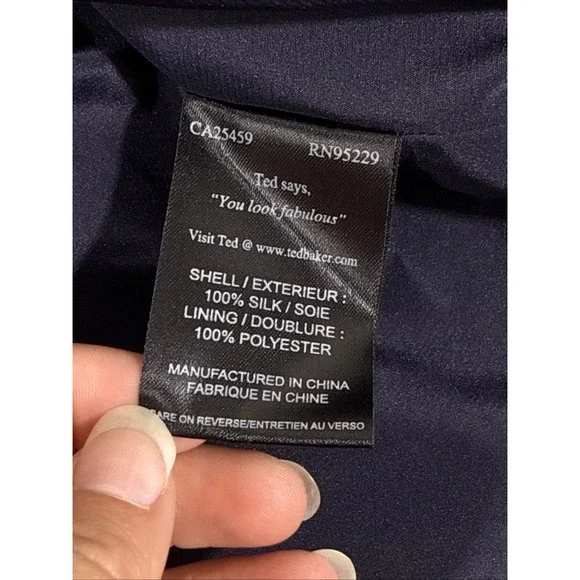 CA25459 RN95229
Ted says,
"You look fabulous"
Visit Ted @ www.tedbaker.com
SHELL / EXTERIEUR :
100% SILK / SOIE
LINING / DOUBLURE :
100% POLYESTER
MANUFACTURED IN CHINA
FABRIQUE EN CHINE
CARE ON REVERSE/ENTRETIEN AU VERSO